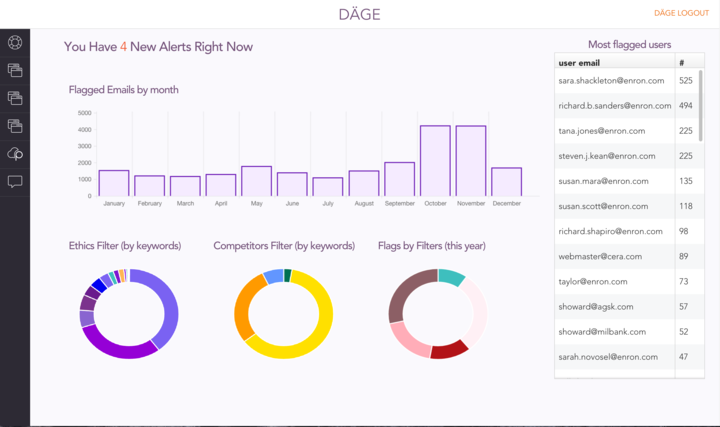 DÄGE
DÄGE LOGOUT
You Have 4 New Alerts Right Now
Flagged Emails by month
5000
4000
3000
2000
1000
0
January February March April May June July August September October November December
Ethics Filter (by keywords)
Competitors Filter (by keywords)
Flags by Filters (this year)
Most flagged users
user email #
sara.shackleton@enron.com 525
richard.b.sanders@enron.com 494
tana.jones@enron.com 225
steven.j.kean@enron.com 225
susan.mara@enron.com 135
susan.scott@enron.com 118
richard.shapiro@enron.com 98
webmaster@cera.com 89
taylor@enron.com 73
showard@agsk.com 57
showard@milbank.com 52
sarah.novosel@enron.com 47